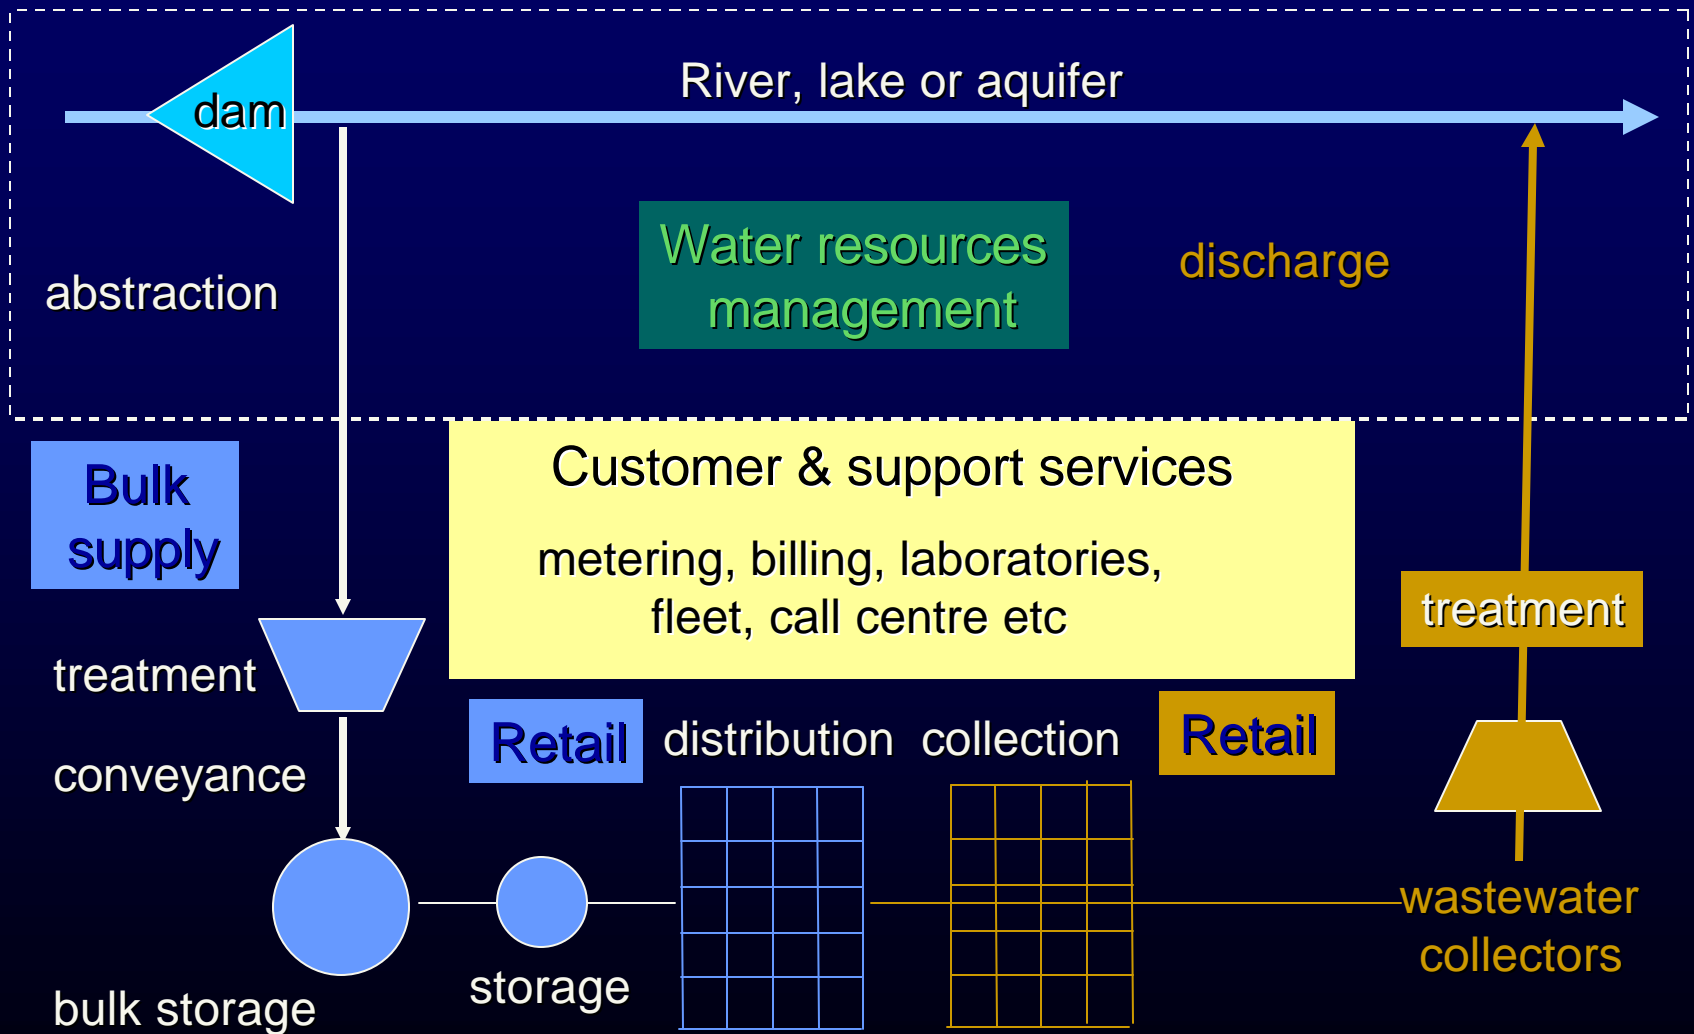 River, lake or aquifer
dam
Water resources
management
discharge
abstraction
Bulk
supply
Customer & support services
metering, billing, laboratories,
fleet, call centre etc
treatment
treatment
Retail
distribution
collection
Retail
conveyance
wastewater
collectors
storage
bulk storage